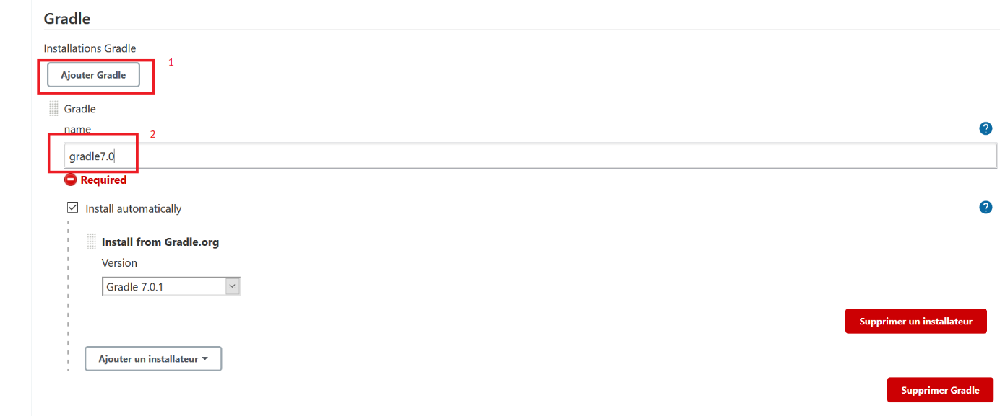 Gradle
Installations Gradle
Ajouter Gradle
1
Gradle
name
2
gradle7.0
Required
Install automatically
Install from Gradle.org
Version
Gradle 7.0.1
Supprimer un installateur
Ajouter un installateur
Supprimer Gradle